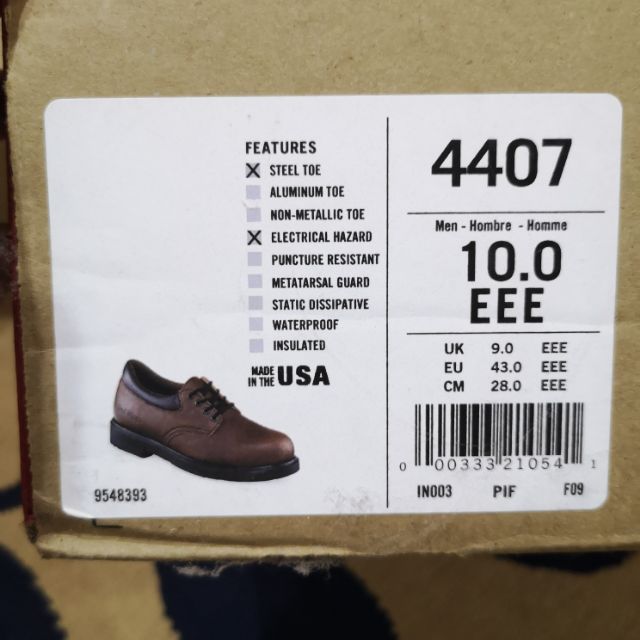 FEATURES
X STEEL TOE
ALUMINUM TOE
NON-METALLIC TOE
X ELECTRICAL HAZARD
PUNCTURE RESISTANT
METATARSAL GUARD
STATIC DISSIPATIVE
WATERPROOF
INSULATED
MADE IN THE USA
9548393
4407
Men - Hombre - Homme
10.0
EEE
UK 9.0 EEE
EU 43.0 EEE
CM 28.0 EEE
0 00333 21054 1
IN003 PIF F09